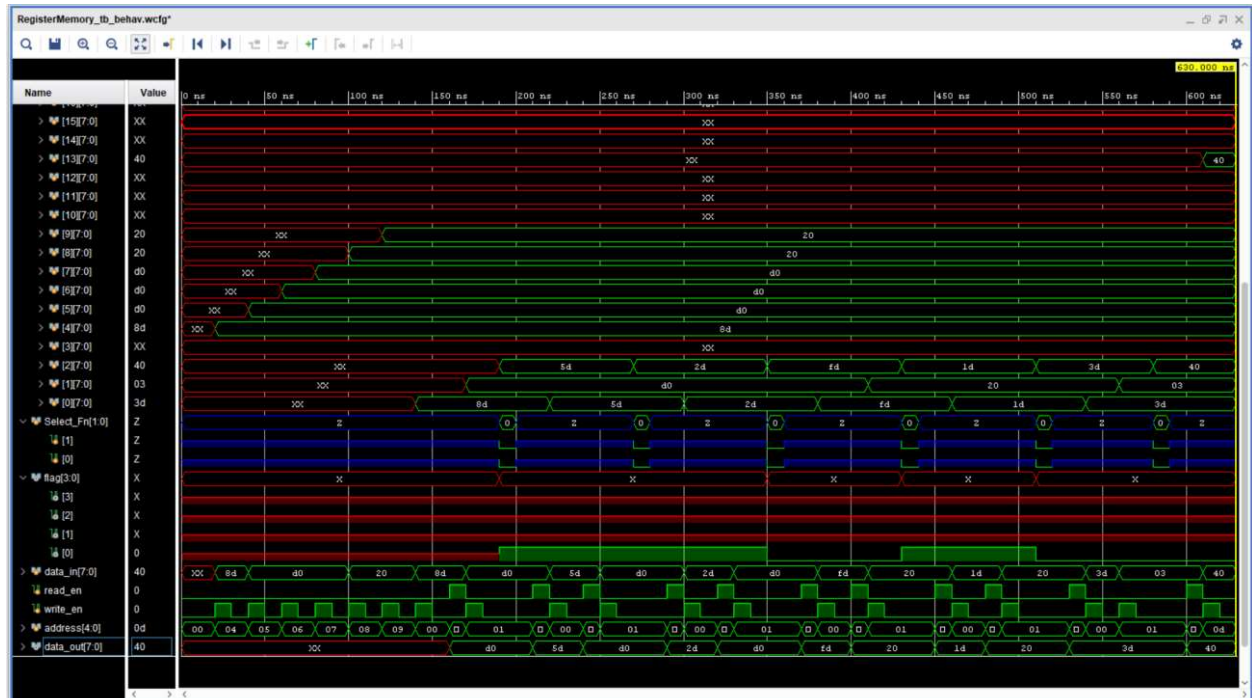 RegisterMemory_tb_behav.wcfg*
630.000 ns
Name Value 0 ns 50 ns 100 ns 150 ns 200 ns 250 ns 300 ns 350 ns 400 ns 450 ns 500 ns 550 ns 600 ns
[15][7:0] XX XX
[14][7:0] XX XX
[13][7:0] 40 XX 40
[12][7:0] XX XX
[11][7:0] XX XX
[10][7:0] XX XX
[9][7:0] 20 XX 20
[8][7:0] 20 XX 20
[7][7:0] d0 XX d0
[6][7:0] d0 XX d0
[5][7:0] d0 XX d0
[4][7:0] 8d XX 8d
[3][7:0] XX XX
[2][7:0] 40 XX 5d 2d fd 1d 3d 40
[1][7:0] 03 XX d0 20 03
[0][7:0] 3d XX 8d 5d 2d fd 1d 3d
Select_Fn[1:0] Z z 0 z 0 z 0 z 0 z 0 z 0 z
[1] Z
[0] Z
flag[3:0] X X X X X X
[3] X
[2] X
[1] X
[0] 0
data_in[7:0] 40 XX 8d d0 20 8d d0 5d d0 2d d0 fd 20 1d 20 3d 03 40
read_en 0
write_en 0
address[4:0] 0d 00 04 05 06 07 08 09 00 01 00 01 00 01 00 01 00 01 00 01 0d
data_out[7:0] 40 XX d0 5d d0 2d d0 fd 20 1d 20 3d 40